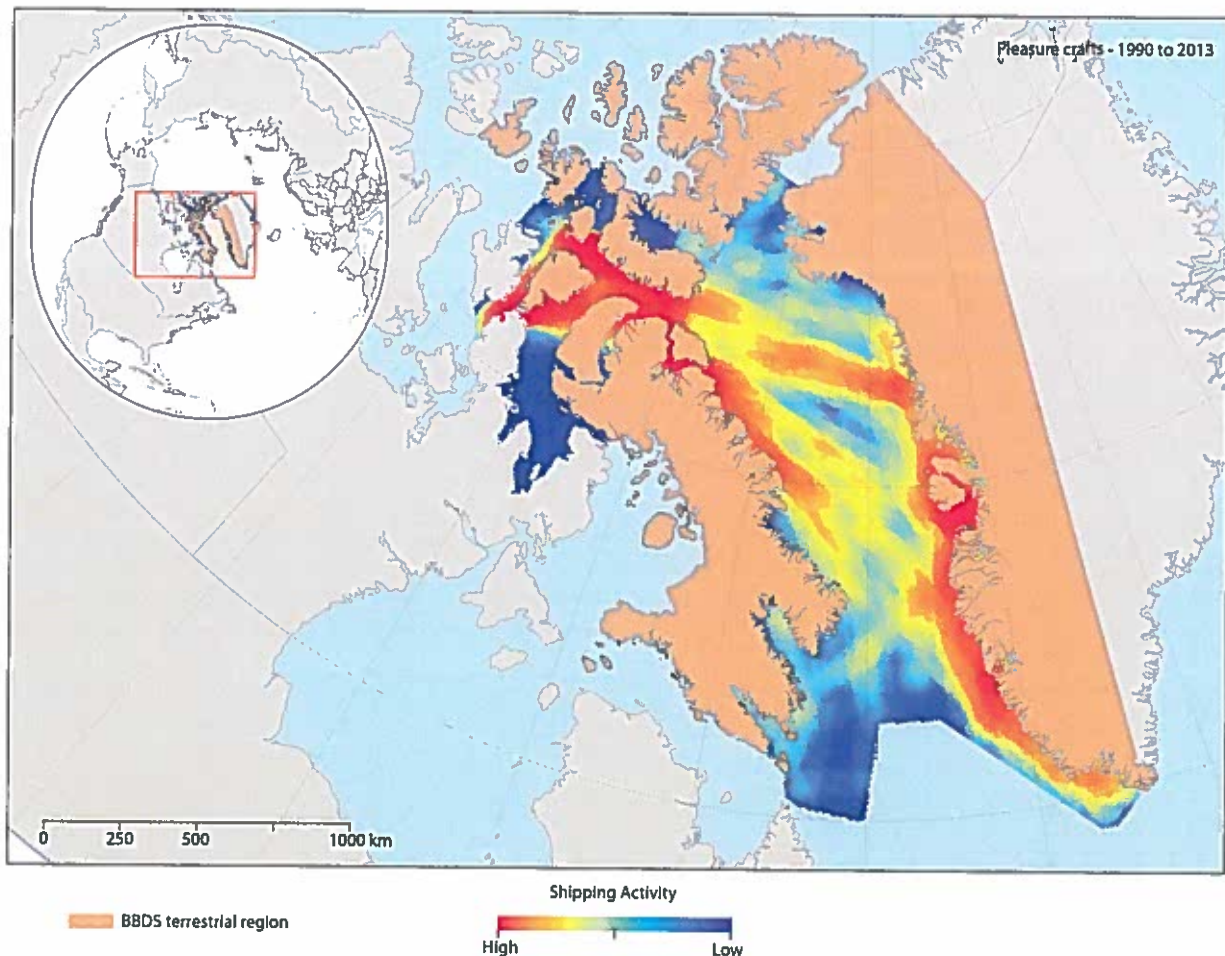 Pleasure crafts - 1990 to 2013
0 250 500 1000 km
Shipping Activity
BBDS terrestrial region
High Low